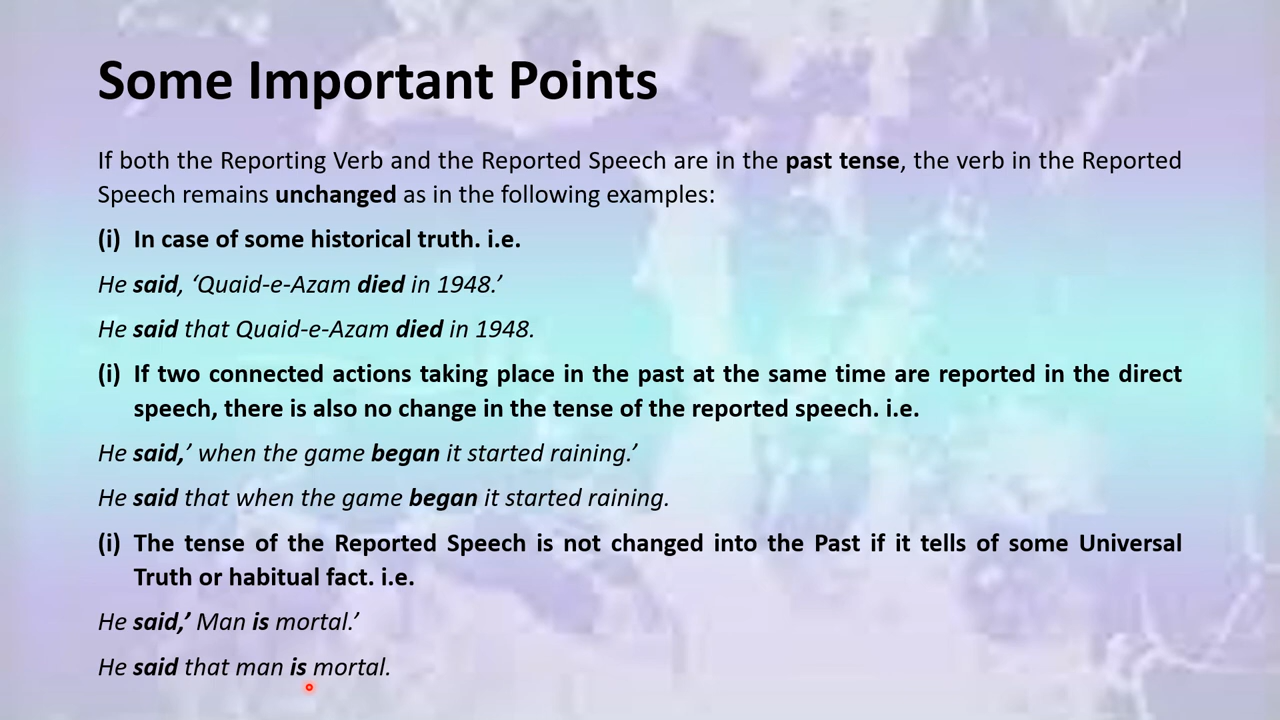 Some Important Points
If both the Reporting Verb and the Reported Speech are in the past tense, the verb in the Reported
Speech remains unchanged as in the following examples:
(i) In case of some historical truth. i.e.
He said, ‘Quaid-e-Azam died in 1948.’
He said that Quaid-e-Azam died in 1948.
(i) If two connected actions taking place in the past at the same time are reported in the direct
speech, there is also no change in the tense of the reported speech. i.e.
He said,’ when the game began it started raining.’
He said that when the game began it started raining.
(i) The tense of the Reported Speech is not changed into the Past if it tells of some Universal
Truth or habitual fact. i.e.
He said,’ Man is mortal.’
He said that man is mortal.